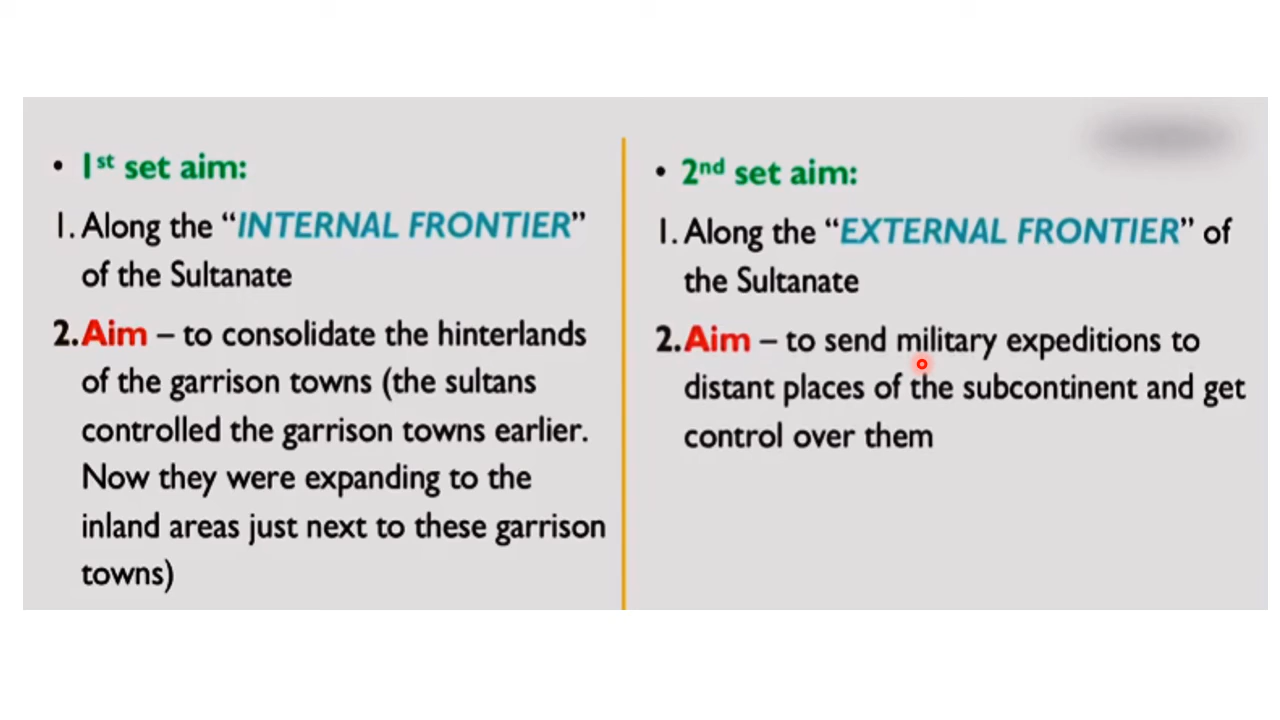 • 1st set aim:
1. Along the “INTERNAL FRONTIER”
of the Sultanate
2. Aim – to consolidate the hinterlands
of the garrison towns (the sultans
controlled the garrison towns earlier.
Now they were expanding to the
inland areas just next to these garrison
towns)
• 2nd set aim:
1. Along the “EXTERNAL FRONTIER” of
the Sultanate
2. Aim – to send military expeditions to
distant places of the subcontinent and get
control over them